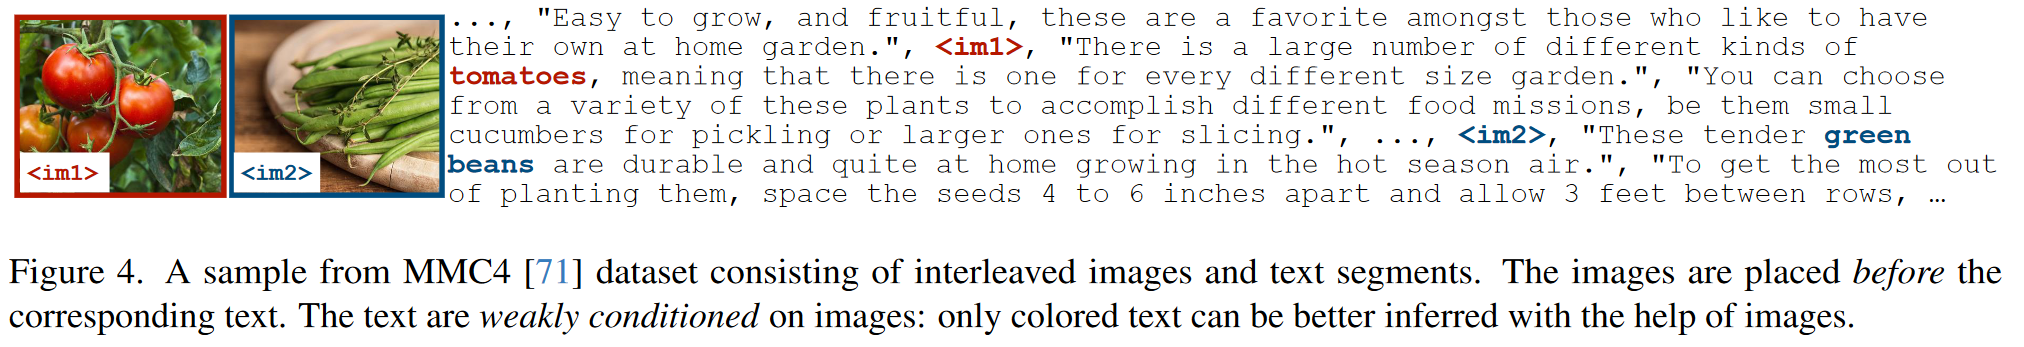 ..., "Easy to grow, and fruitful, these are a favorite amongst those who like to have
their own at home garden.", <im1>, "There is a large number of different kinds of
tomatoes, meaning that there is one for every different size garden.", "You can choose
from a variety of these plants to accomplish different food missions, be them small
cucumbers for pickling or larger ones for slicing.", ..., <im2>, "These tender green
beans are durable and quite at home growing in the hot season air.", "To get the most out
of planting them, space the seeds 4 to 6 inches apart and allow 3 feet between rows, …
<im1>
<im2>
Figure 4. A sample from MMC4 [71] dataset consisting of interleaved images and text segments. The images are placed before the
corresponding text. The text are weakly conditioned on images: only colored text can be better inferred with the help of images.